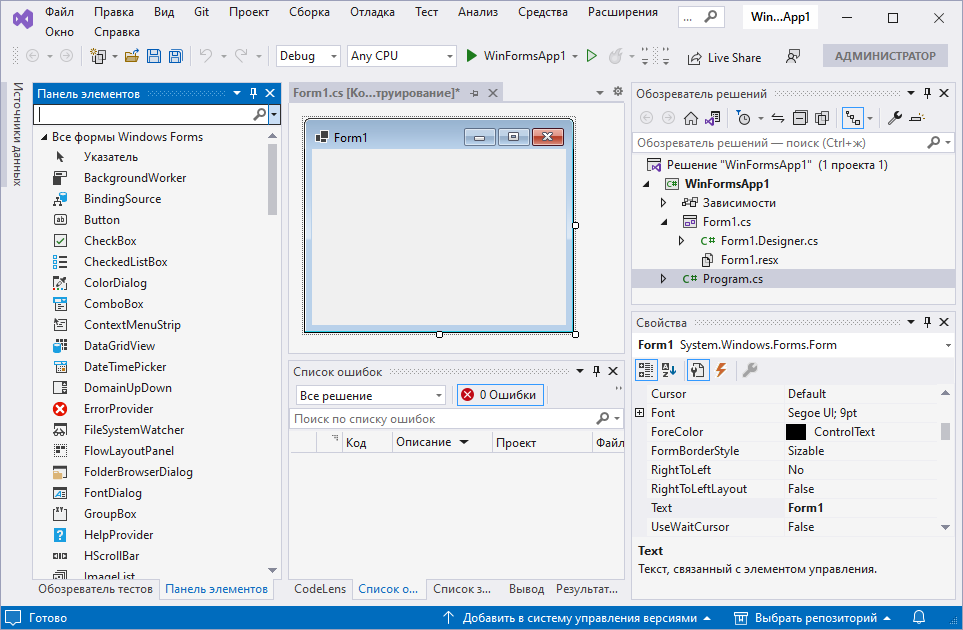 Файл Правка Вид Git Проект Сборка Отладка Тест Анализ Средства Расширения
... Win...App1
Окно Справка
Debug Any CPU WinFormsApp1 Live Share АДМИНИСТРАТОР
Источники данных
Панель элементов
Все формы Windows Forms
Указатель
BackgroundWorker
BindingSource
Button
CheckBox
CheckedListBox
ColorDialog
ComboBox
ContextMenuStrip
DataGridView
DateTimePicker
DomainUpDown
ErrorProvider
FileSystemWatcher
FlowLayoutPanel
FolderBrowserDialog
FontDialog
GroupBox
HelpProvider
HScrollBar
ImageList
Обозреватель тестов Панель элементов
Form1.cs [Ко...труирование]*
Form1
Список ошибок
Все решение 0 Ошибки
Поиск по списку ошибок
Код Описание Проект Файл
CodeLens Список о... Список з... Вывод Результат...
Обозреватель решений
Обозреватель решений — поиск (Ctrl+ж)
Решение "WinFormsApp1" (1 проекта 1)
C# WinFormsApp1
Зависимости
Form1.cs
C# Form1.Designer.cs
Form1.resx
C# Program.cs
Свойства
Form1 System.Windows.Forms.Form
Cursor Default
Font Segoe UI; 9pt
ForeColor ControlText
FormBorderStyle Sizable
RightToLeft No
RightToLeftLayout False
Text Form1
UseWaitCursor False
Text
Текст, связанный с элементом управления.
Готово Добавить в систему управления версиями Выбрать репозиторий